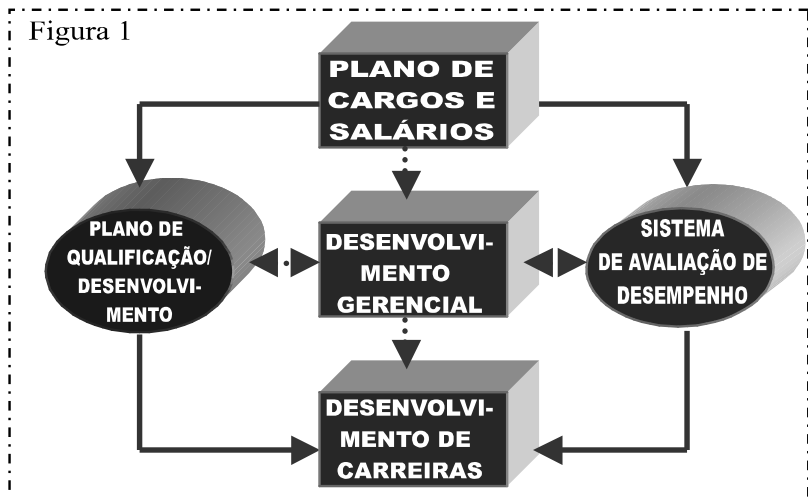 Figura 1
PLANO DE
CARGOS E
SALÁRIOS
PLANO DE
QUALIFICAÇÃO/
DESENVOLVI-
MENTO
DESENVOLVI-
MENTO
GERENCIAL
SISTEMA
DE AVALIAÇÃO DE
DESEMPENHO
DESENVOLVI-
MENTO DE
CARREIRAS